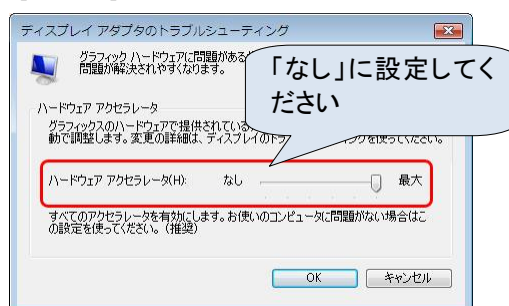 ディスプレイ アダプタのトラブルシューティング
グラフィック ハードウェアに問題がある
問題が解決されやすくなります。
「なし」に設定してく
ださい
ハードウェア アクセラレータ
グラフィックスのハードウェアで提供されている
動で調整します。変更の詳細は、ディスプレイのトラ ングを使ってください。
ハードウェア アクセラレータ(H): なし 最大
すべてのアクセラレータを有効にします。お使いのコンピュータに問題がない場合はこ
の設定を使ってください。(推奨)
OK キャンセル